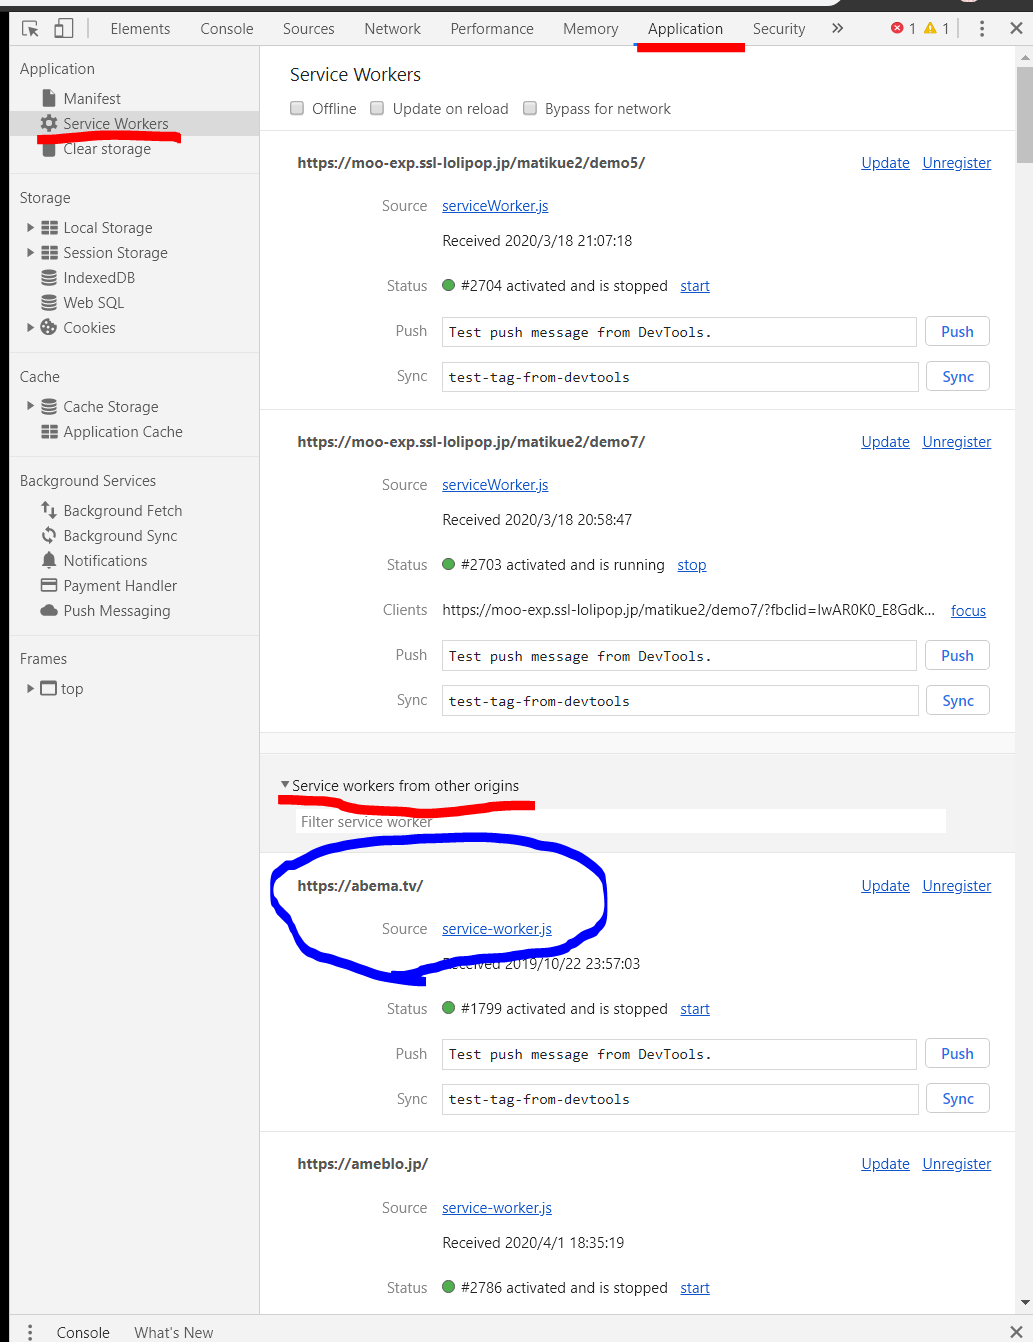 Elements Console Sources Network Performance Memory Application Security » 1 1
Application
Manifest
Service Workers
Clear storage
Storage
Local Storage
Session Storage
IndexedDB
Web SQL
Cookies
Cache
Cache Storage
Application Cache
Background Services
Background Fetch
Background Sync
Notifications
Payment Handler
Push Messaging
Frames
top
Service Workers
Offline Update on reload Bypass for network
https://moo-exp.ssl-lolipop.jp/matikue2/demo5/ Update Unregister
Source serviceWorker.js
Received 2020/3/18 21:07:18
Status #2704 activated and is stopped start
Push Test push message from DevTools. Push
Sync test-tag-from-devtools Sync
https://moo-exp.ssl-lolipop.jp/matikue2/demo7/ Update Unregister
Source serviceWorker.js
Received 2020/3/18 20:58:47
Status #2703 activated and is running stop
Clients https://moo-exp.ssl-lolipop.jp/matikue2/demo7/?fbclid=IwAR0K0_E8Gdk... focus
Push Test push message from DevTools. Push
Sync test-tag-from-devtools Sync
Service workers from other origins
Filter service worker
https://abema.tv/ Update Unregister
Source service-worker.js
Received 2019/10/22 23:57:03
Status #1799 activated and is stopped start
Push Test push message from DevTools. Push
Sync test-tag-from-devtools Sync
https://ameblo.jp/ Update Unregister
Source service-worker.js
Received 2020/4/1 18:35:19
Status #2786 activated and is stopped start
Console What's New